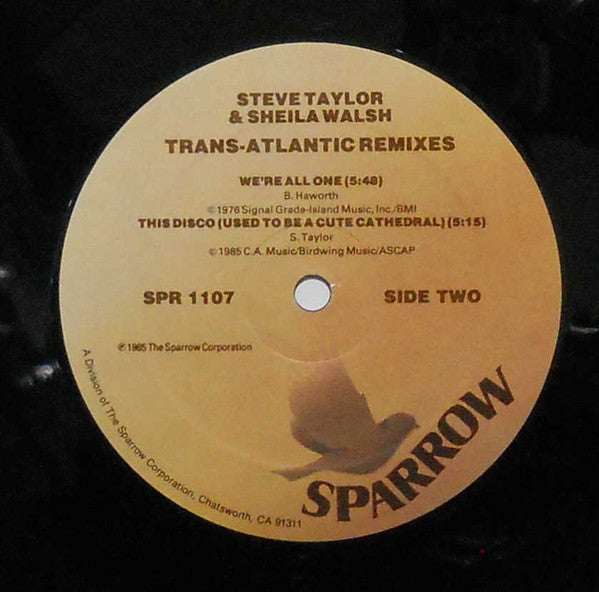 STEVE TAYLOR
& SHEILA WALSH
TRANS-ATLANTIC REMIXES
WE'RE ALL ONE (5:48)
B. Haworth
© 1976 Signal Grade-Island Music, Inc./BMI
THIS DISCO (USED TO BE A CUTE CATHEDRAL) (5:15)
S. Taylor
© 1985 C.A. Music/Birdwing Music/ASCAP
SPR 1107
SIDE TWO
℗ 1985 The Sparrow Corporation
A Division of The Sparrow Corporation, Chatsworth, CA 91311
SPARROW